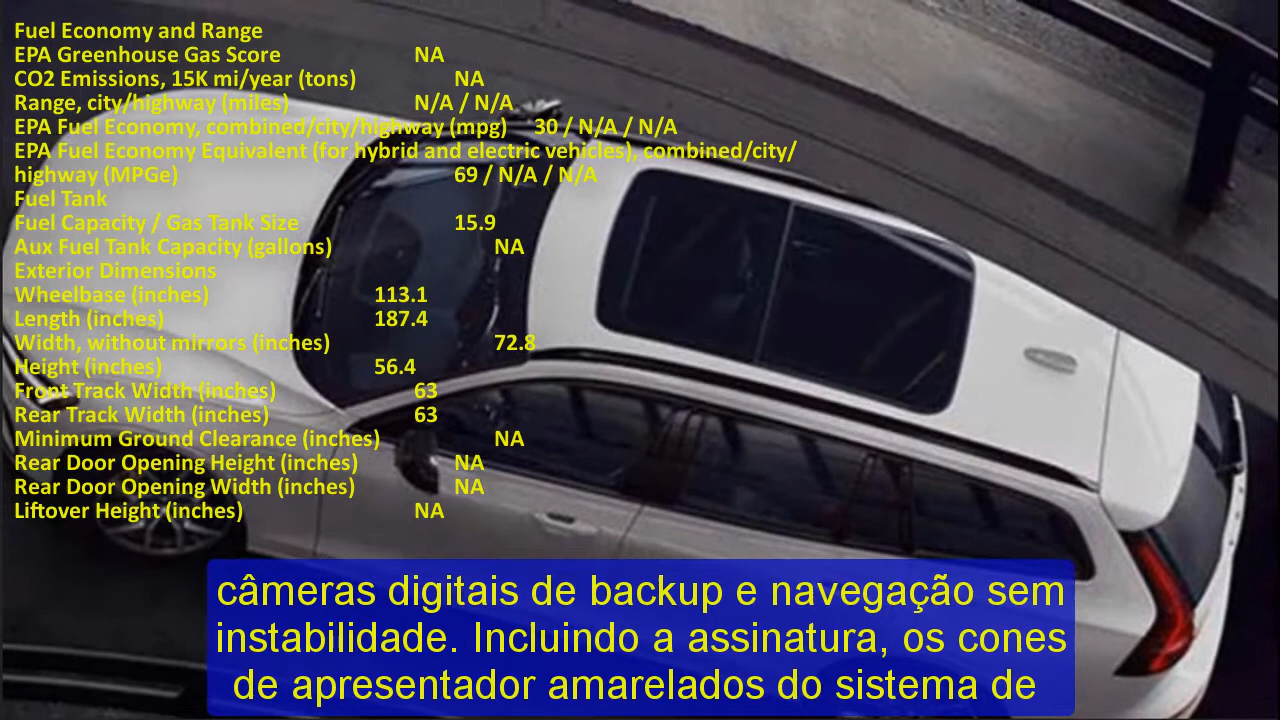 Fuel Economy and Range
EPA Greenhouse Gas Score NA
CO2 Emissions, 15K mi/year (tons) NA
Range, city/highway (miles) N/A / N/A
EPA Fuel Economy, combined/city/highway (mpg) 30 / N/A / N/A
EPA Fuel Economy Equivalent (for hybrid and electric vehicles), combined/city/
highway (MPGe) 69 / N/A / N/A
Fuel Tank
Fuel Capacity / Gas Tank Size 15.9
Aux Fuel Tank Capacity (gallons) NA
Exterior Dimensions
Wheelbase (inches) 113.1
Length (inches) 187.4
Width, without mirrors (inches) 72.8
Height (inches) 56.4
Front Track Width (inches) 63
Rear Track Width (inches) 63
Minimum Ground Clearance (inches) NA
Rear Door Opening Height (inches) NA
Rear Door Opening Width (inches) NA
Liftover Height (inches) NA
câmeras digitais de backup e navegação sem
instabilidade. Incluindo a assinatura, os cones
de apresentador amarelados do sistema de